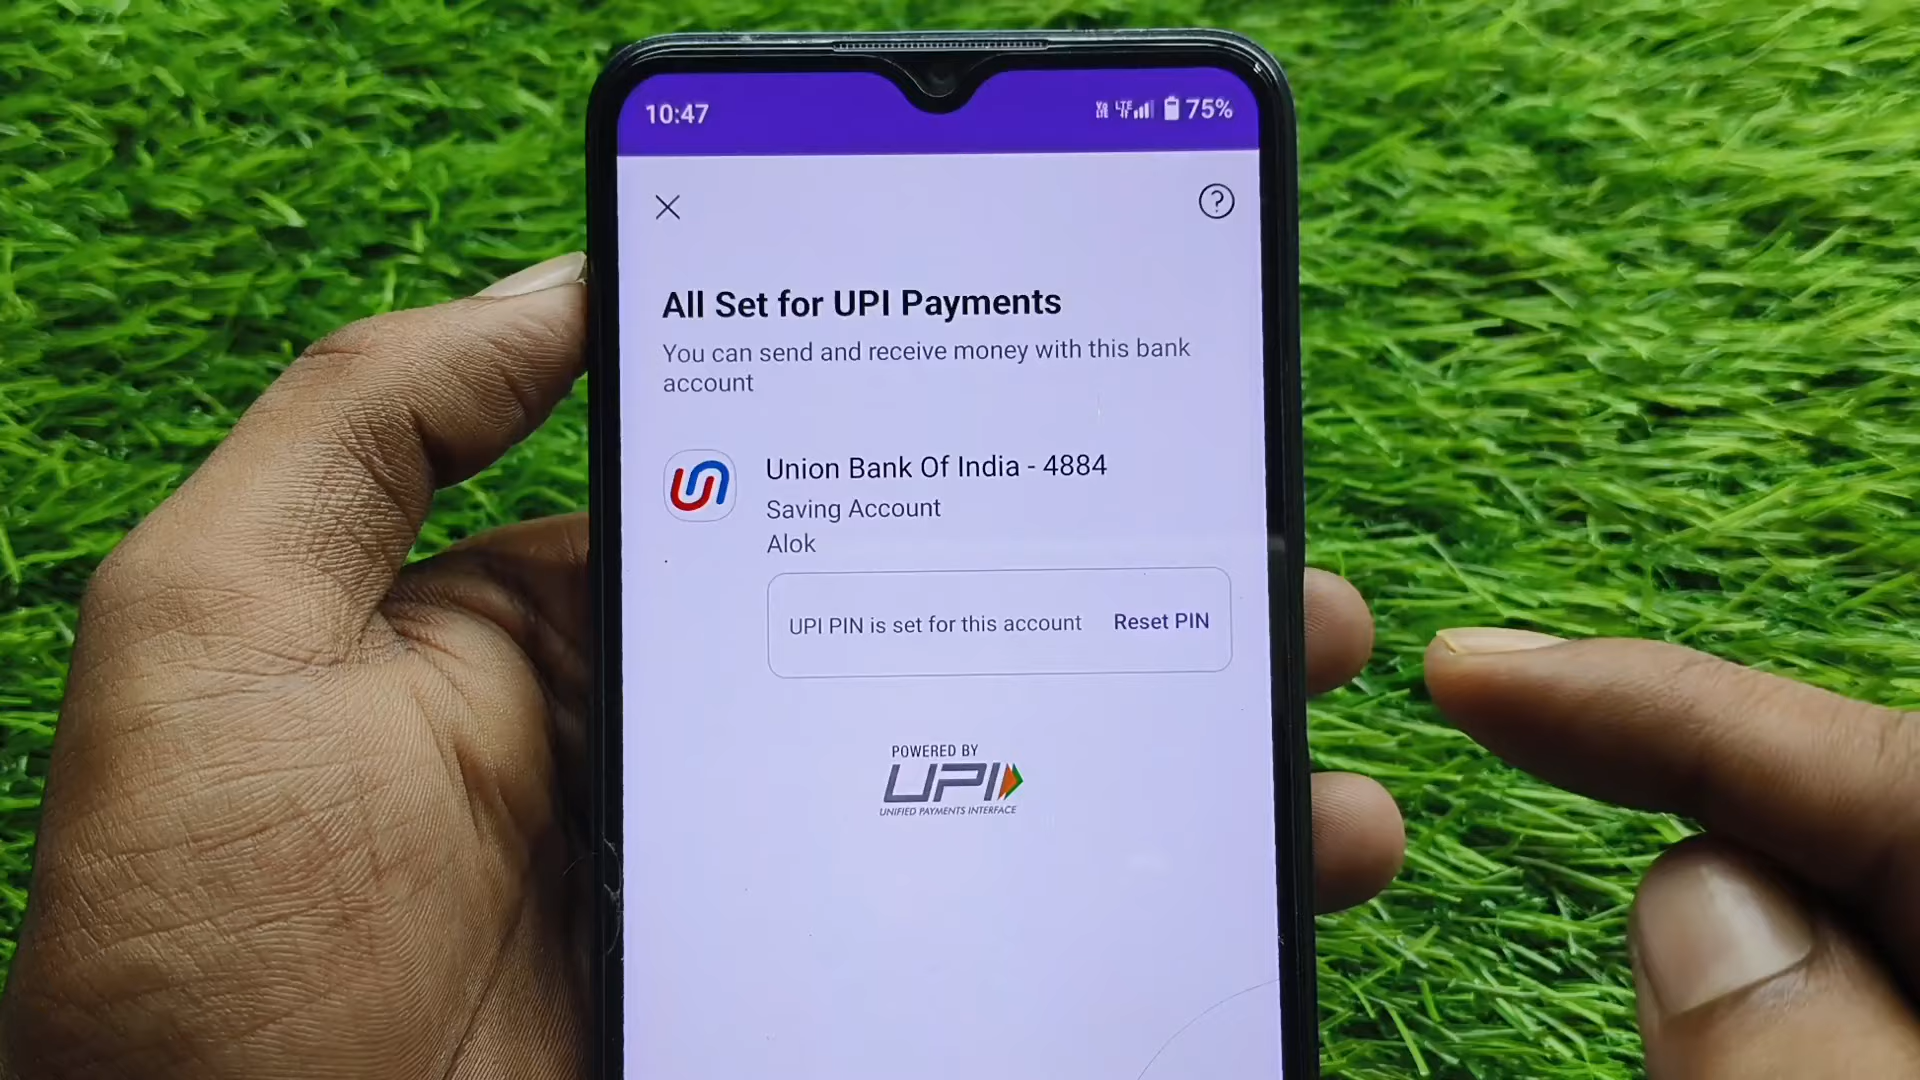 10:47
75%
All Set for UPI Payments
You can send and receive money with this bank
account
Union Bank Of India - 4884
Saving Account
Alok
UPI PIN is set for this account Reset PIN
POWERED BY
UPI
UNIFIED PAYMENTS INTERFACE